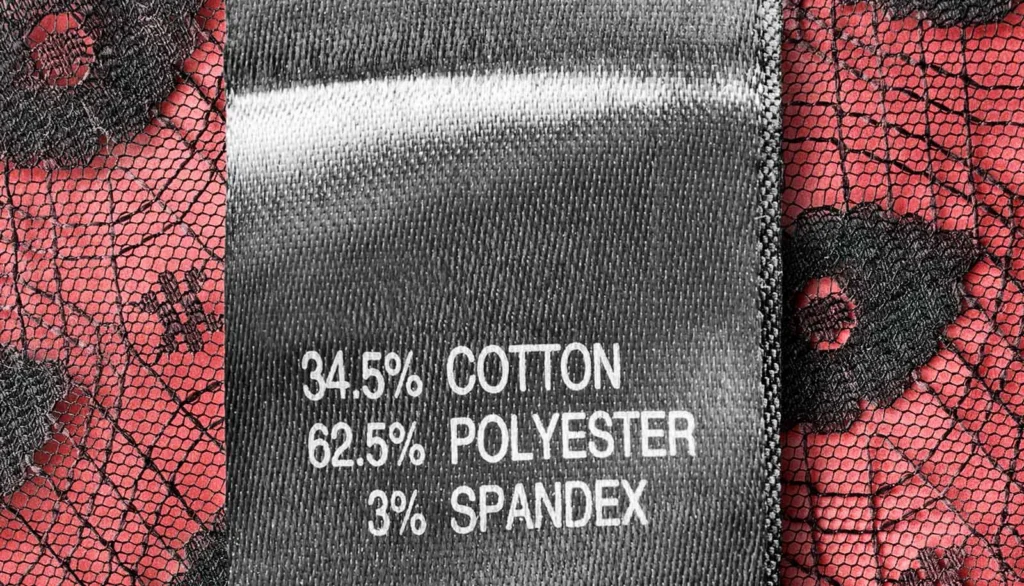 34.5% COTTON
62.5% POLYESTER
3% SPANDEX